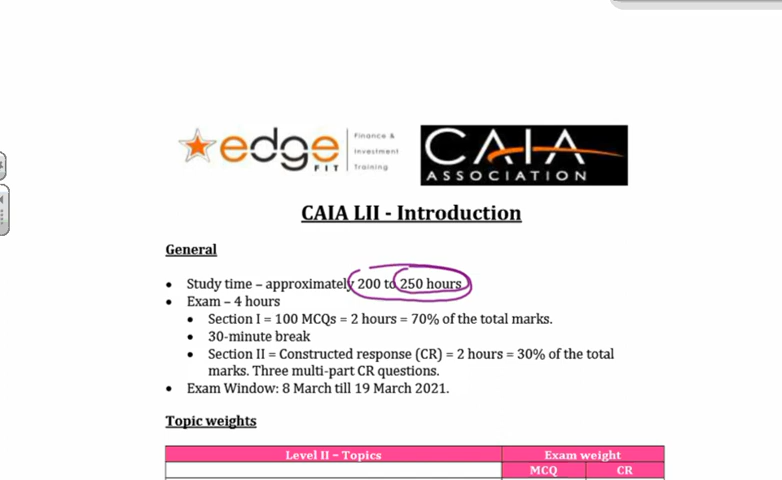 edge
FIT
Finance &
Investment
Training
CAIA
ASSOCIATION
CAIA LII - Introduction
General
• Study time – approximately 200 to 250 hours
• Exam – 4 hours
• Section I = 100 MCQs = 2 hours = 70% of the total marks.
• 30-minute break
• Section II = Constructed response (CR) = 2 hours = 30% of the total
marks. Three multi-part CR questions.
• Exam Window: 8 March till 19 March 2021.
Topic weights
Level II – Topics Exam weight
MCQ CR